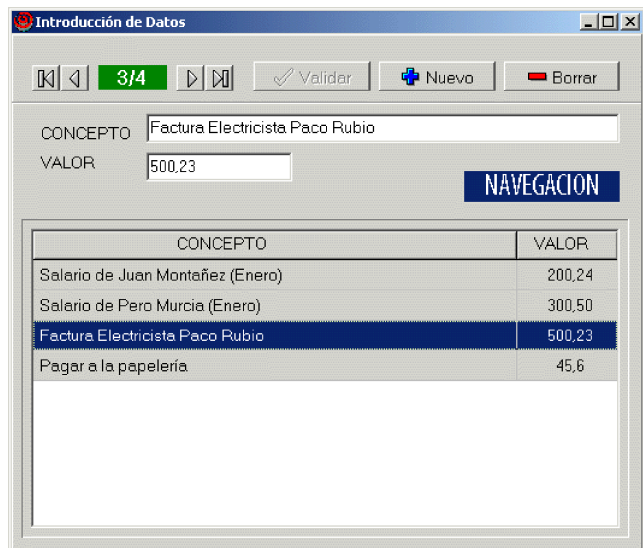 Introducción de Datos
3/4 Validar Nuevo Borrar
CONCEPTO Factura Electricista Paco Rubio
VALOR 500,23
NAVEGACION
CONCEPTO VALOR
Salario de Juan Montañez (Enero) 200,24
Salario de Pero Murcia (Enero) 300,50
Factura Electricista Paco Rubio 500,23
Pagar a la papelería 45,6